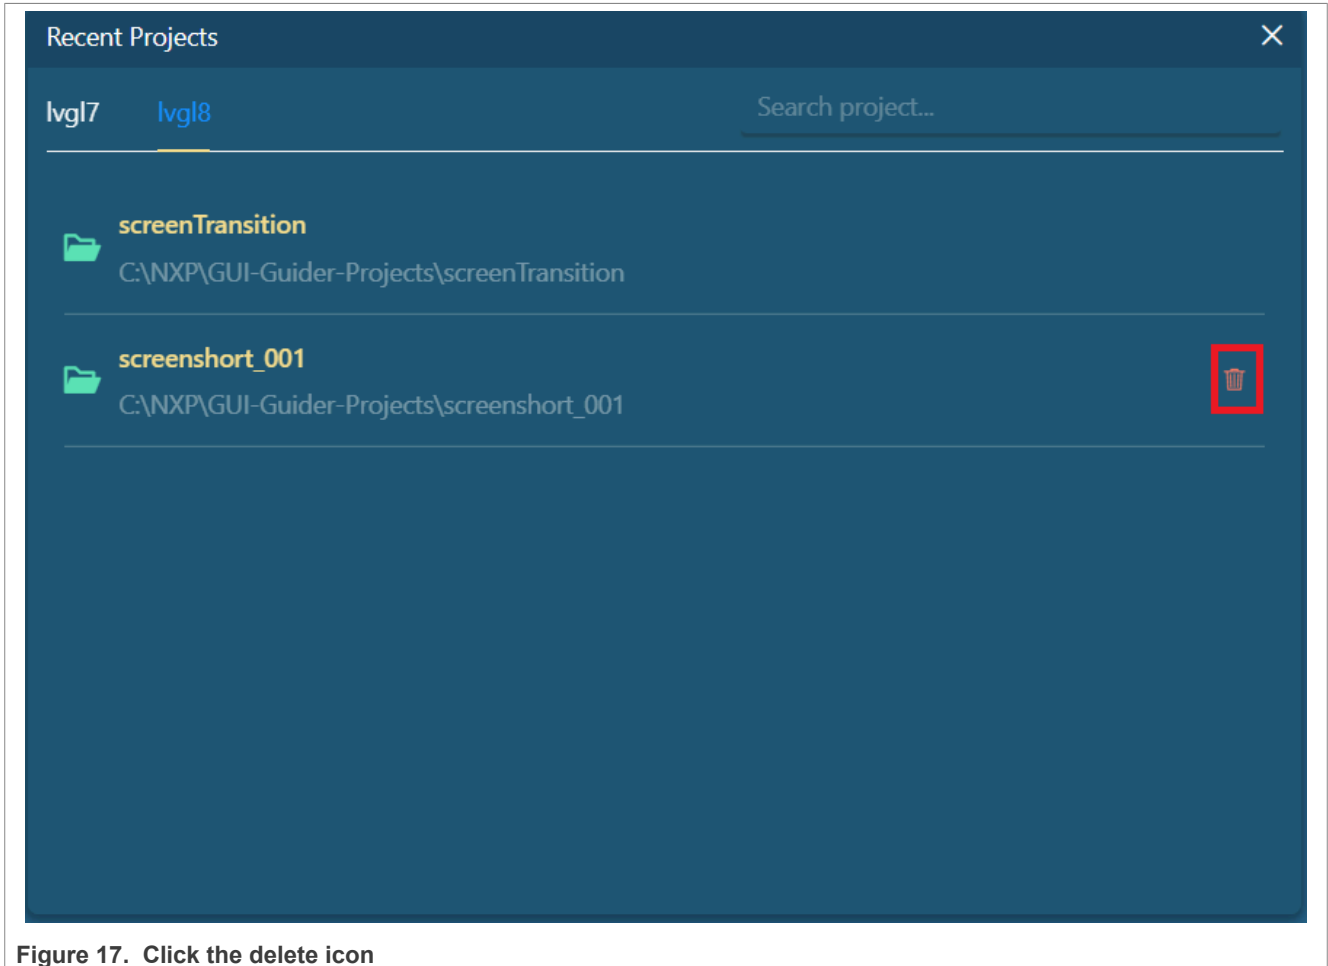 Recent Projects
lvgl7 lvgl8 Search project...
screenTransition
C:\NXP\GUI-Guider-Projects\screenTransition
screenshort_001
C:\NXP\GUI-Guider-Projects\screenshort_001
Figure 17. Click the delete icon